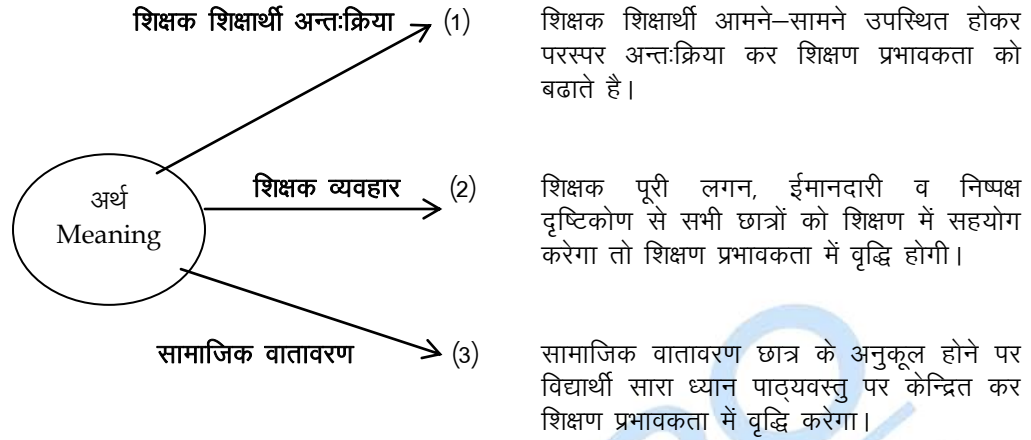 शिक्षक शिक्षार्थी अन्तःक्रिया (1) शिक्षक शिक्षार्थी आमने–सामने उपस्थित होकर
परस्पर अन्तःक्रिया कर शिक्षण प्रभावकता को
बढाते है।
अर्थ
Meaning
शिक्षक व्यवहार (2) शिक्षक पूरी लगन, ईमानदारी व निष्पक्ष
दृष्टिकोण से सभी छात्रों को शिक्षण में सहयोग
करेगा तो शिक्षण प्रभावकता में वृद्धि होगी।
सामाजिक वातावरण (3) सामाजिक वातावरण छात्र के अनुकूल होने पर
विद्यार्थी सारा ध्यान पाठ्यवस्तु पर केन्द्रित कर
शिक्षण प्रभावकता में वृद्धि करेगा।